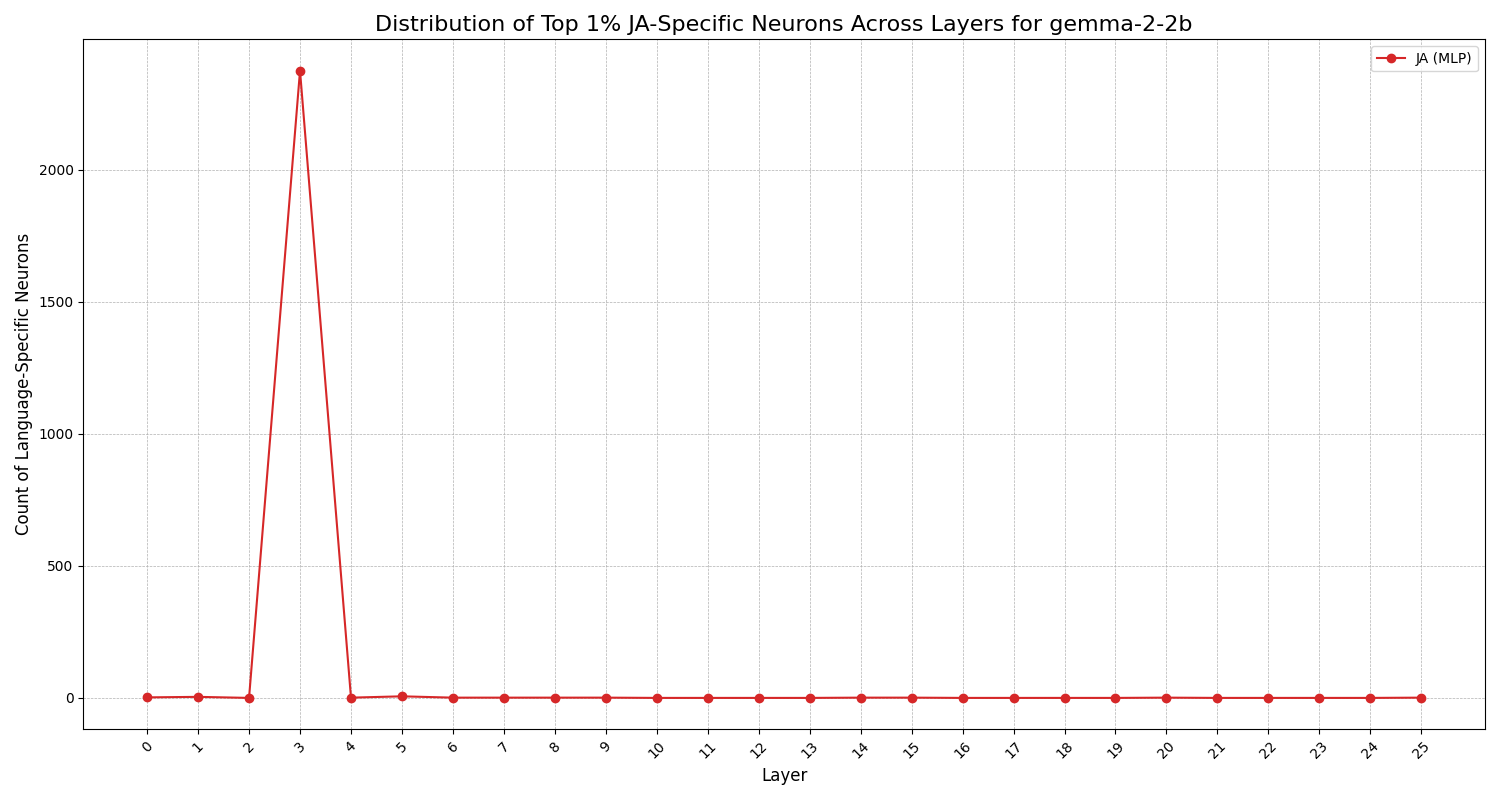 Distribution of Top 1% JA-Specific Neurons Across Layers for gemma-2-2b
JA (MLP)
Count of Language-Specific Neurons
2000
1500
1000
500
0
0 1 2 3 4 5 6 7 8 9 10 11 12 13 14 15 16 17 18 19 20 21 22 23 24 25
Layer